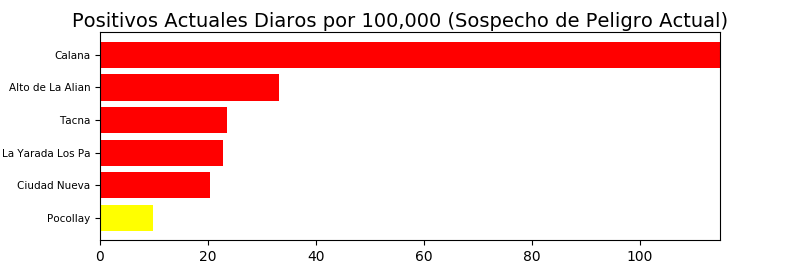 Positivos Actuales Diaros por 100,000 (Sospecho de Peligro Actual)
Calana
Alto de La Alian
Tacna
La Yarada Los Pa
Ciudad Nueva
Pocollay
0 20 40 60 80 100